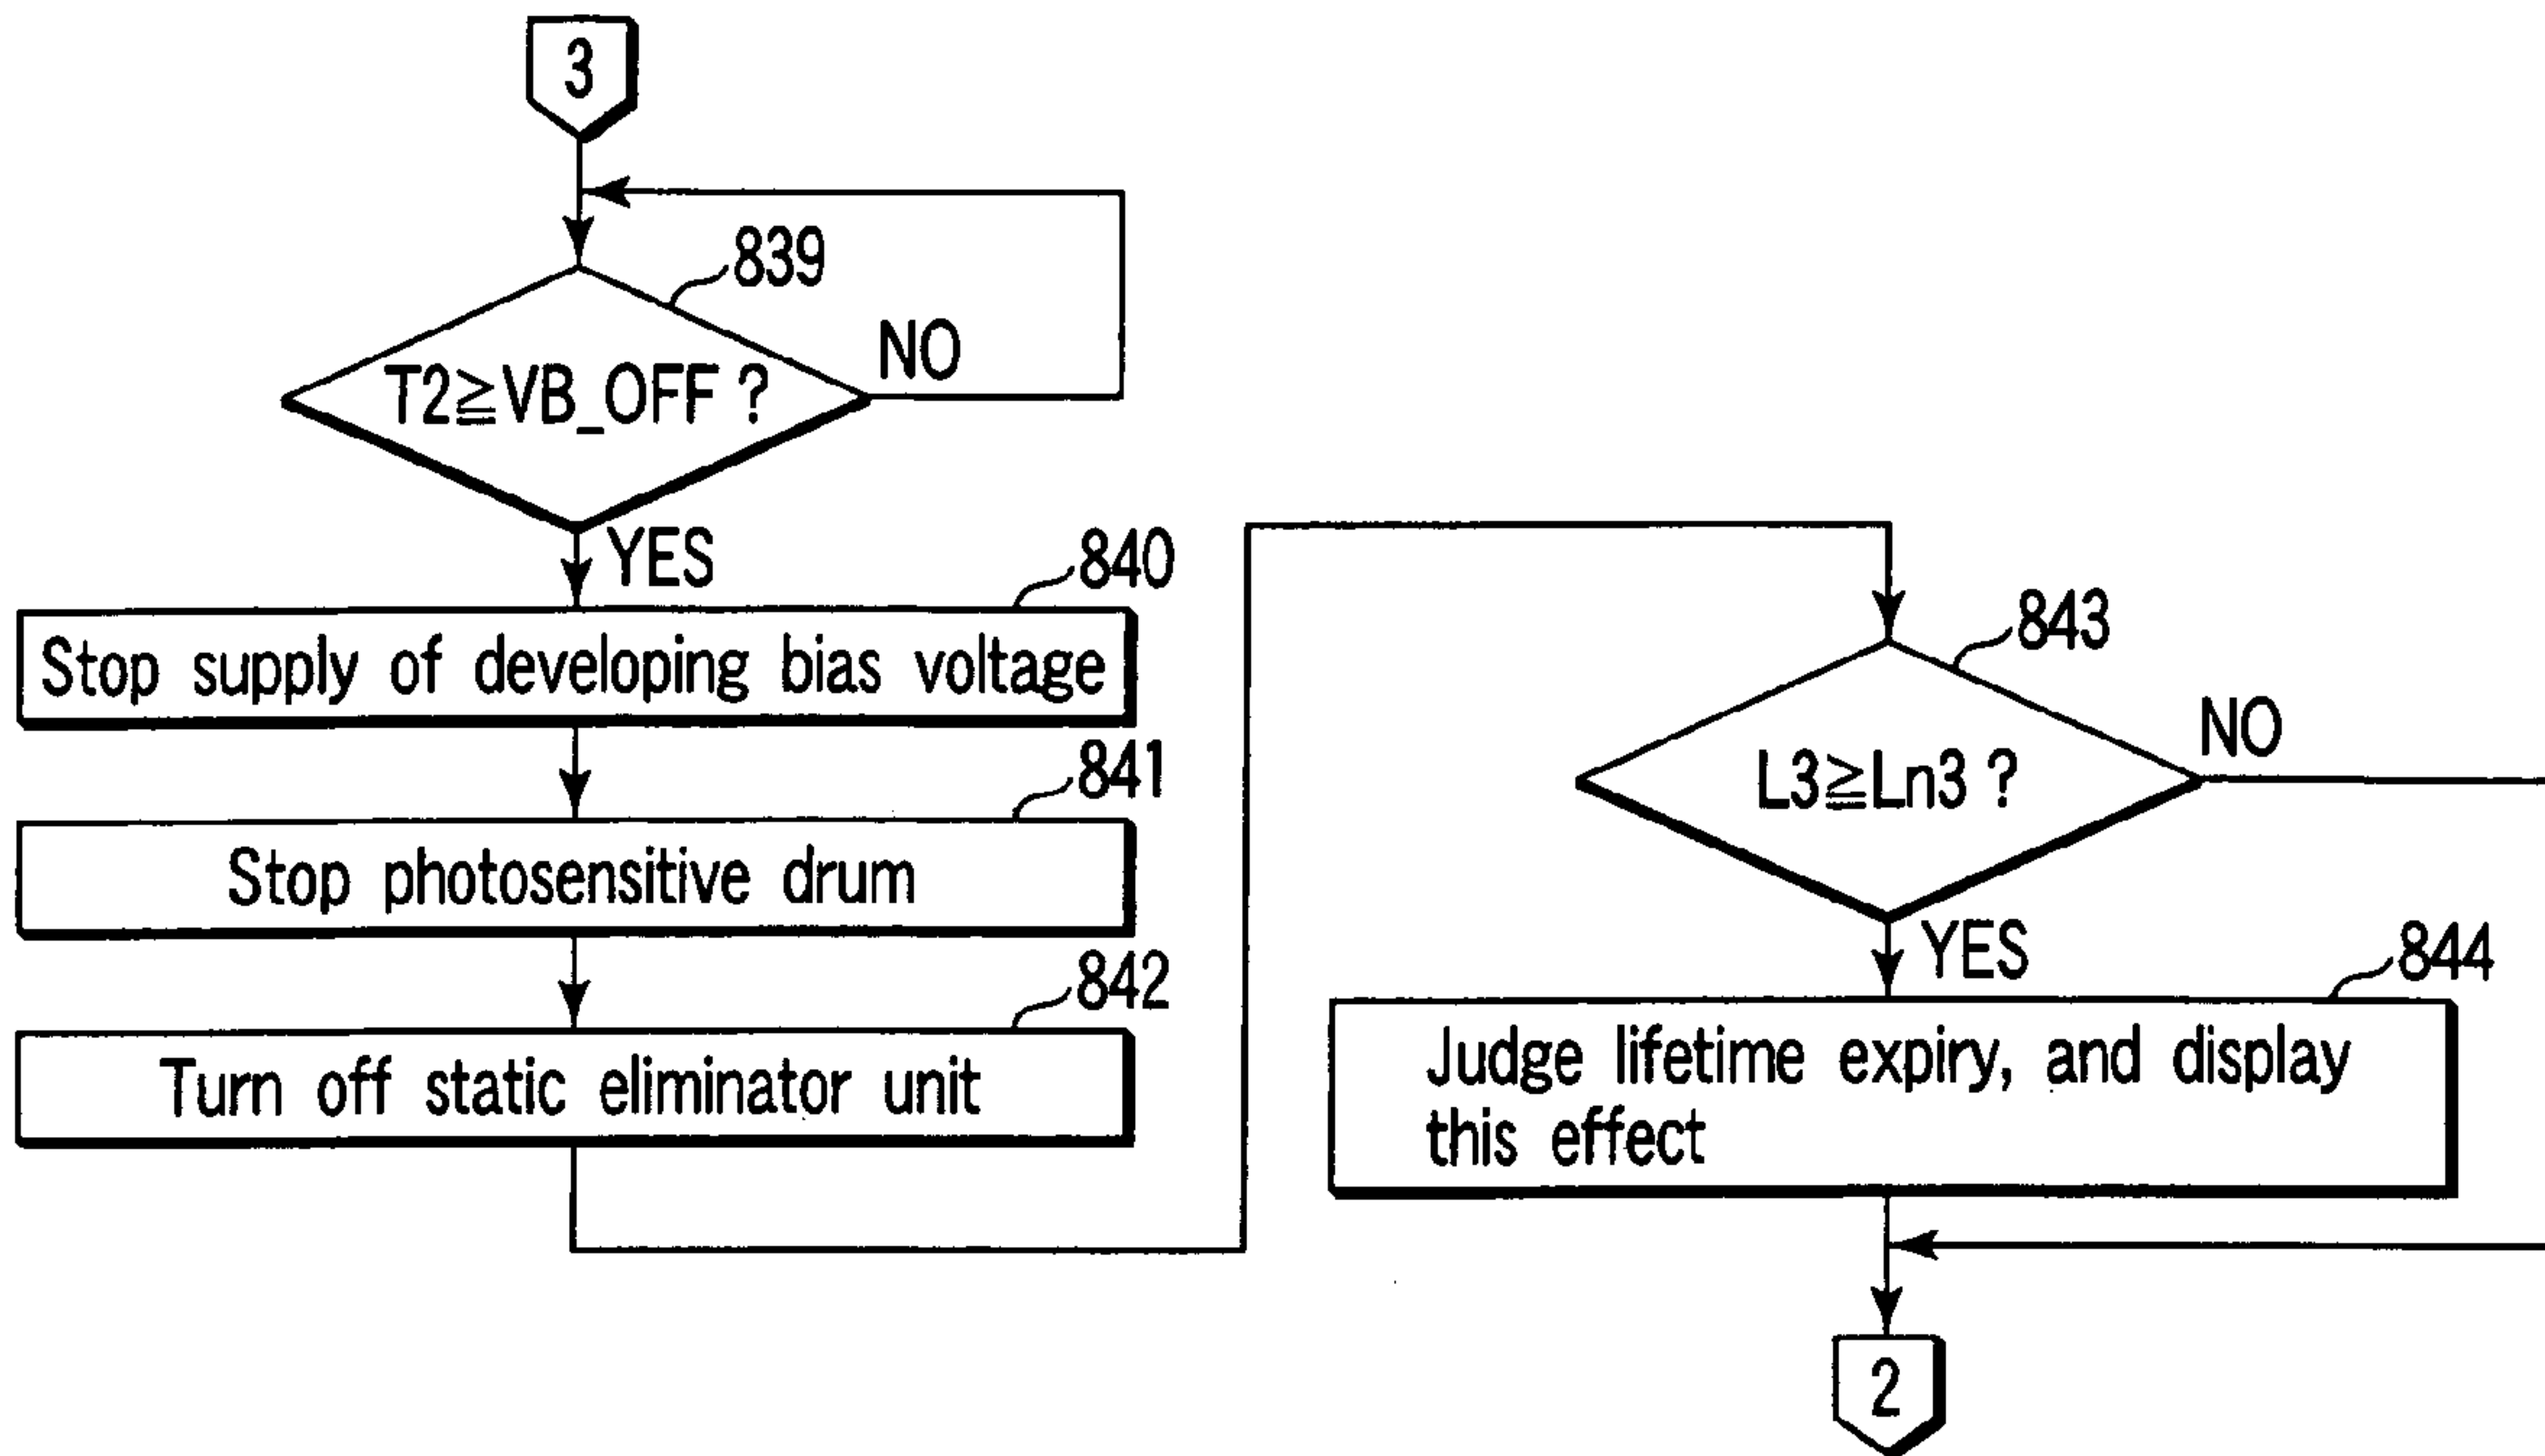 3
839
T2≧VB_OFF ?
NO
YES
840
Stop supply of developing bias voltage
841
Stop photosensitive drum
842
Turn off static eliminator unit
843
L3≧Ln3 ?
NO
YES
844
Judge lifetime expiry, and display
this effect
2